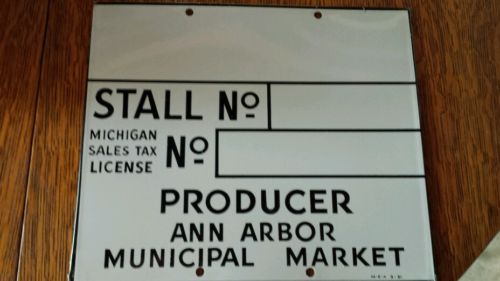 STALL No
MICHIGAN
SALES TAX No
LICENSE
PRODUCER
ANN ARBOR
MUNICIPAL MARKET